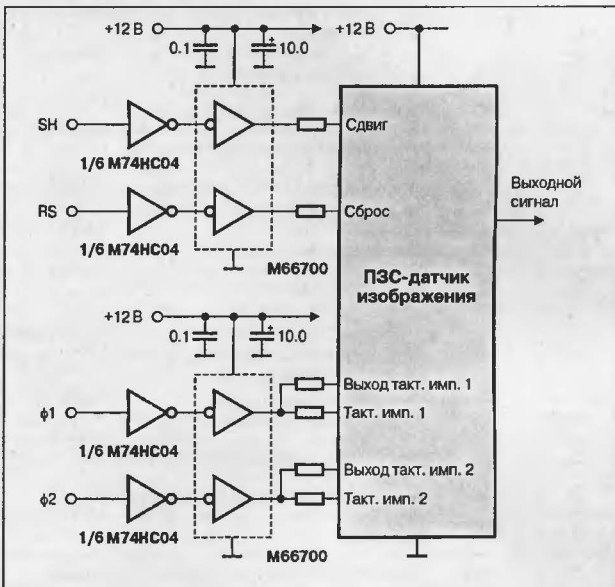 +12 В
+12 В
0.1
10.0
SH
Сдвиг
1/6 M74HC04
Выходной
сигнал
RS
Сброс
1/6 M74HC04
M66700
ПЗС-датчик
изображения
+12 В
0.1
10.0
Выход такт. имп. 1
ф1
Такт. имп. 1
1/6 M74HC04
Выход такт. имп. 2
ф2
Такт. имп. 2
1/6 M74HC04
M66700